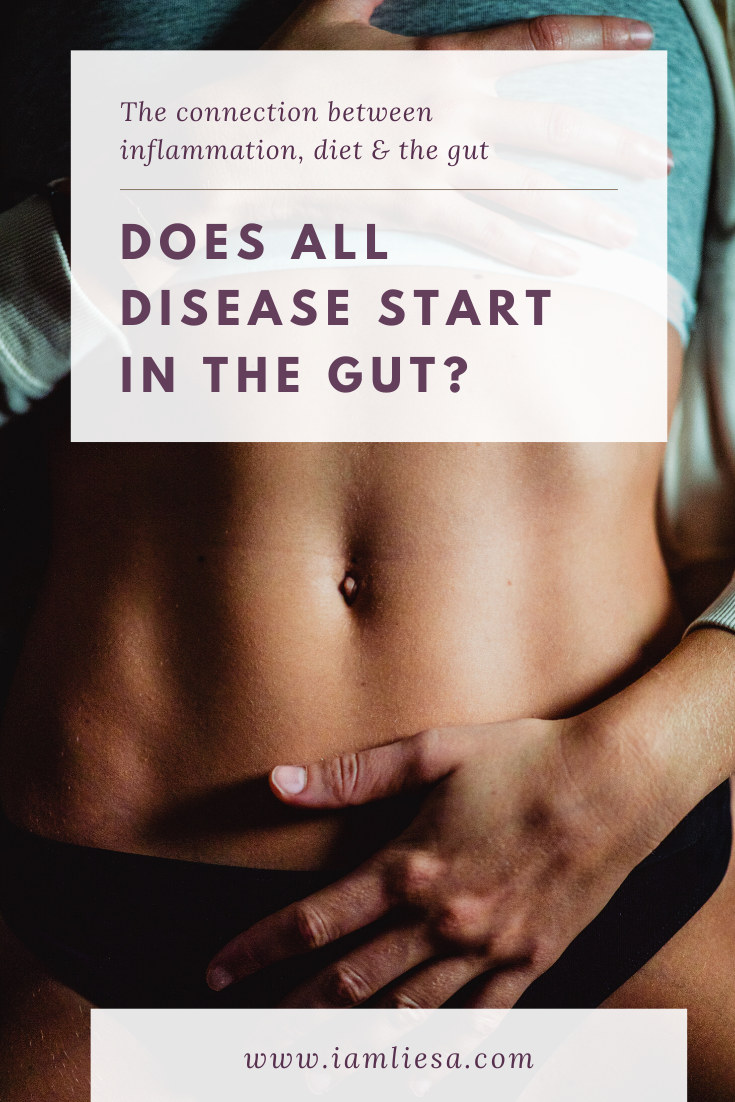 The connection between
inflammation, diet & the gut
DOES ALL
DISEASE START
IN THE GUT?
www.iamliesa.com